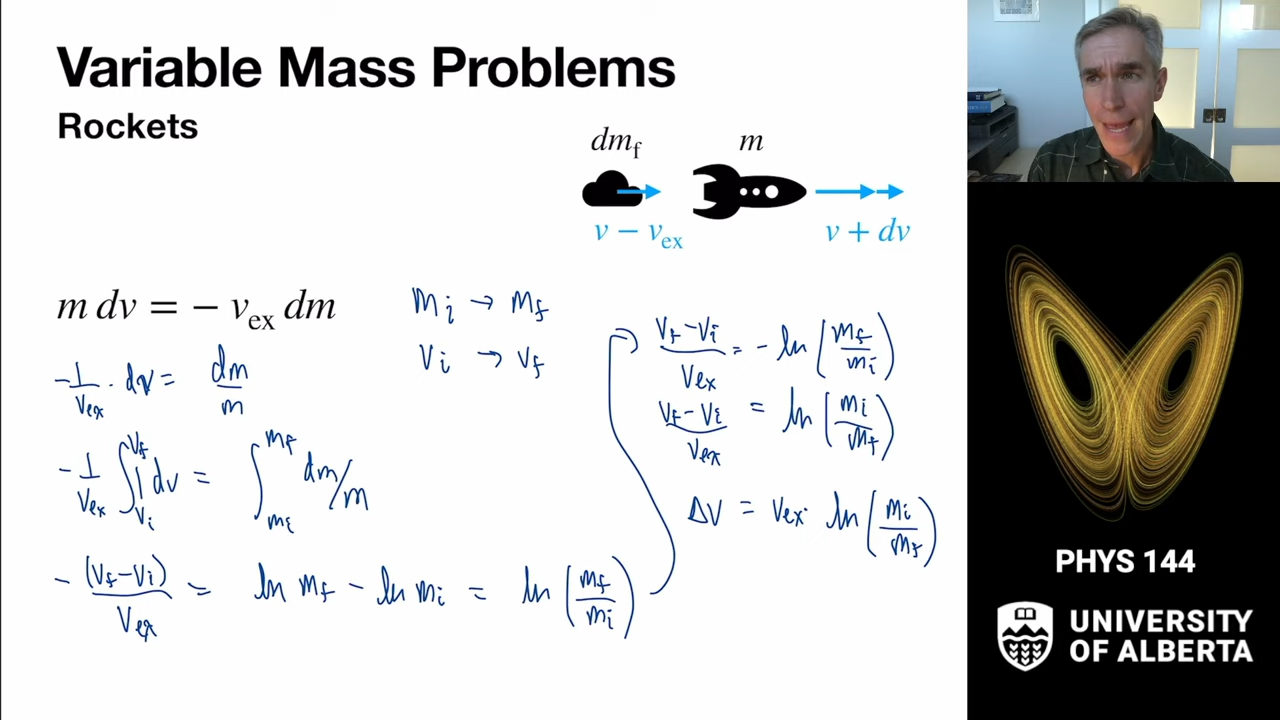 Variable Mass Problems
Rockets
dm_f m
v − v_ex v + dv
m dv = − v_ex dm
m_i → m_f
v_i → v_f
-1/v_ex · dv = dm/m
-1/v_ex ∫_{v_i}^{v_f} 1 dv = ∫_{m_i}^{m_f} dm/m
- (v_f - v_i)/v_ex = ln m_f - ln m_i = ln (m_f/m_i)
(v_f - v_i)/v_ex = - ln (m_f/m_i)
(v_f - v_i)/v_ex = ln (m_i/m_f)
Δv = v_ex · ln (m_i/m_f)
PHYS 144
UNIVERSITY
OF ALBERTA